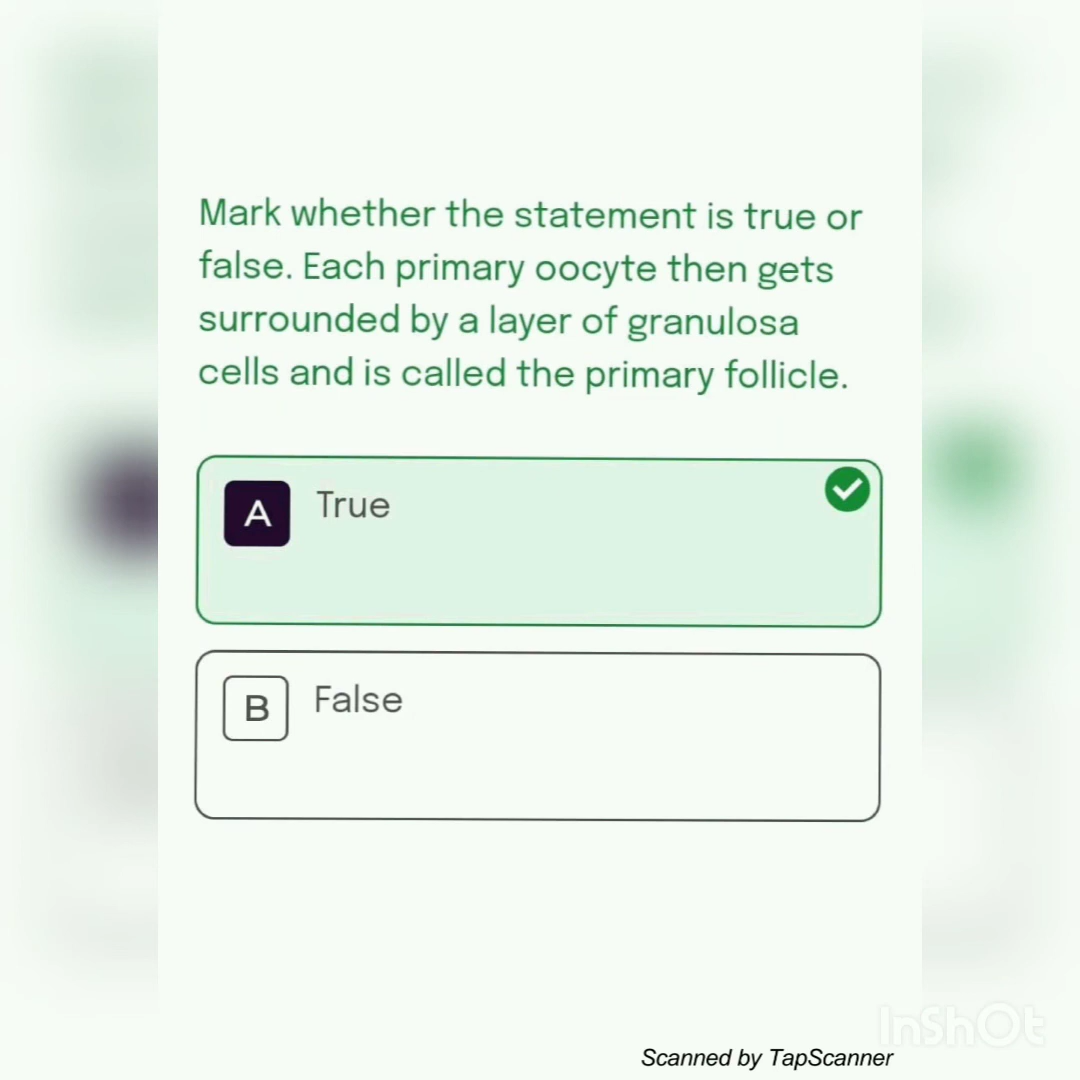 Mark whether the statement is true or
false. Each primary oocyte then gets
surrounded by a layer of granulosa
cells and is called the primary follicle.
A True
B False
InShOt
Scanned by TapScanner